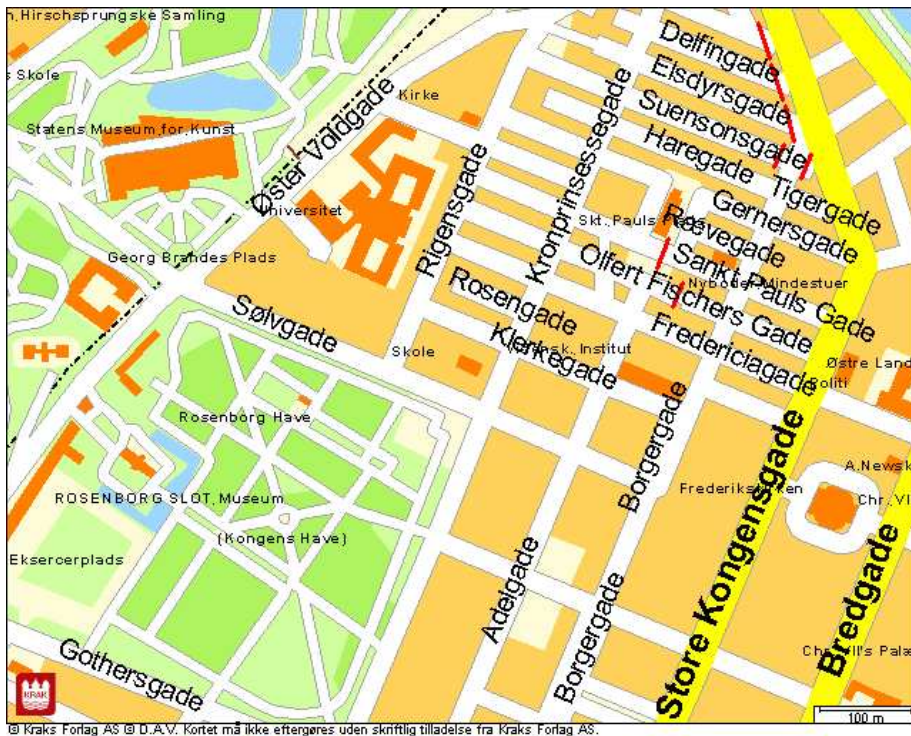 n, Hirschsprungske Samling
s Skole
Statens Museum for Kunst
Kirke
Øster Voldgade
Universitet
Georg Brandes Plads
Sølvgade
Rigensgade
Kronprinsessegade
Delfingade
Elsdyrsgade
Suensonsgade
Haregade
Tigergade
Gernersgade
Skt. Pauls Plads
Rævegade
Sankt Pauls Gade
Nyboder Mindestuer
Olfert Fischers Gade
Fredericiagade
Rosengade
Klerkegade
Institut
Skole
Østre Land
Politi
Rosenborg Have
ROSENBORG SLOT, Museum
(Kongens Have)
Eksercerplads
Borgergade
Frederikskirken
A.Newsk
Chr. VI
Adelgade
Borgergade
Store Kongensgade
Bredgade
Gothersgade
KRAK
100 m
© Kraks Forlag AS © D.A.V. Kortet må ikke eftergøres uden skriftlig tilladelse fra Kraks Forlag AS.